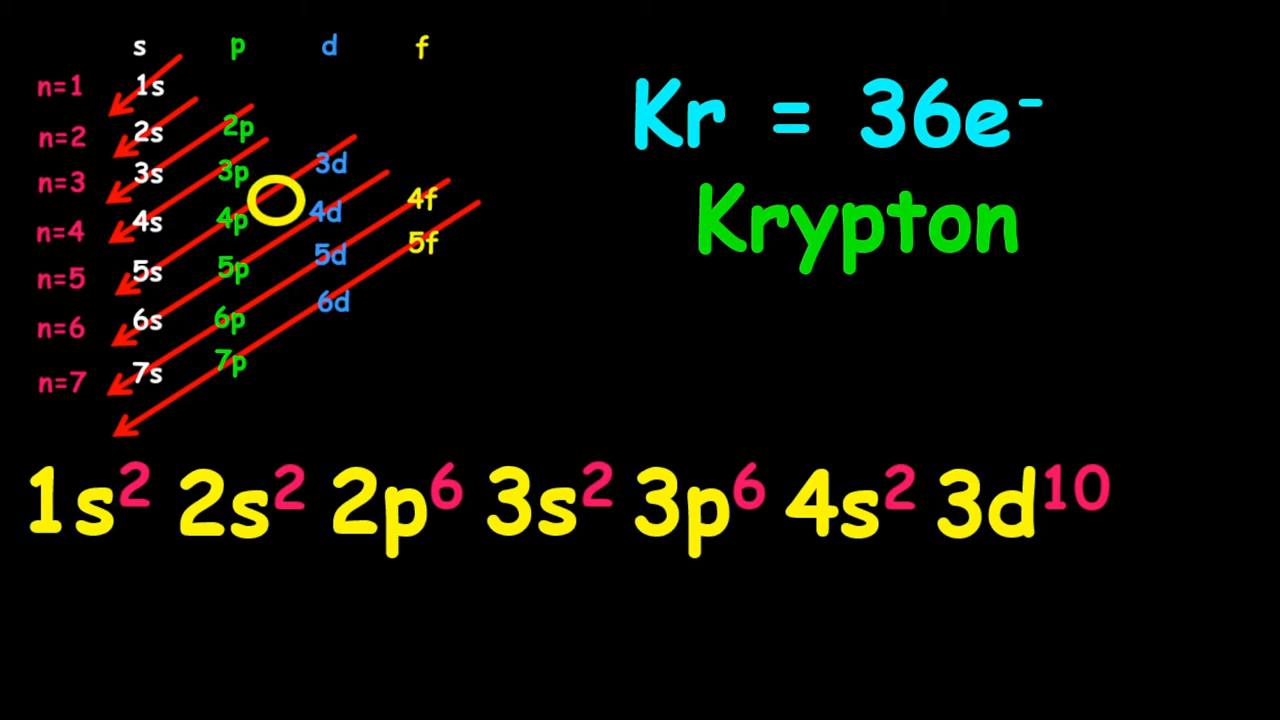 s p d f
n=1 1s
n=2 2s 2p
n=3 3s 3p 3d
n=4 4s 4p 4d 4f
n=5 5s 5p 5d 5f
n=6 6s 6p 6d
n=7 7s 7p
Kr = 36e⁻
Krypton
1s² 2s² 2p⁶ 3s² 3p⁶ 4s² 3d¹⁰